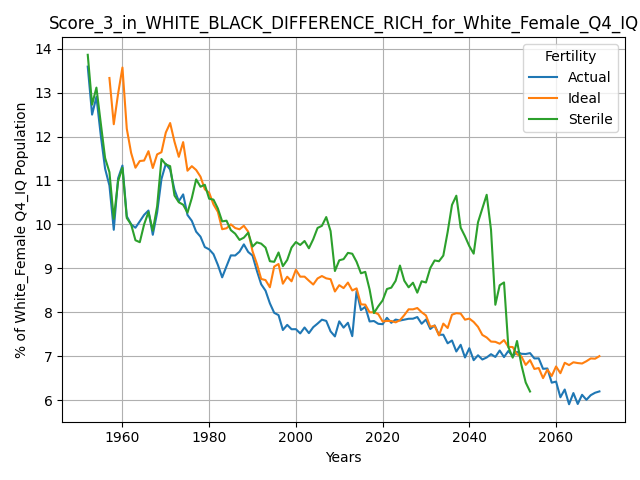 Score_3_in_WHITE_BLACK_DIFFERENCE_RICH_for_White_Female_Q4_IQ
Fertility
Actual
Ideal
Sterile
% of White_Female Q4_IQ Population
14
13
12
11
10
9
8
7
6
1960
1980
2000
2020
2040
2060
Years